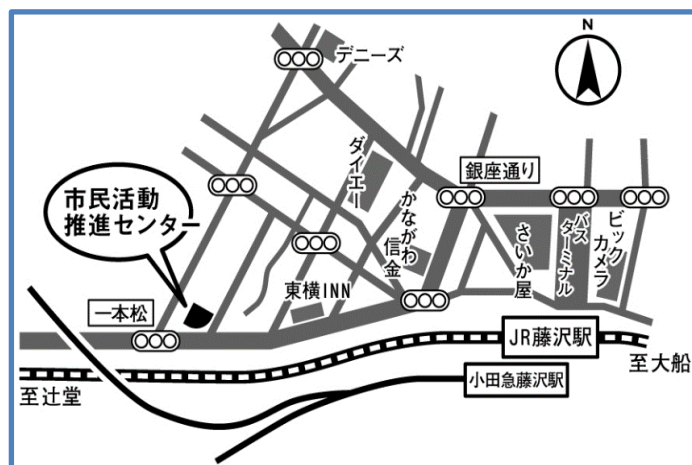 N
デニーズ
ダイエー
銀座通り
かながわ
信金
さいか屋
バス
ターミナル
ビック
カメラ
市民活動
推進センター
東横INN
一本松
JR藤沢駅
至大船
小田急藤沢駅
至辻堂